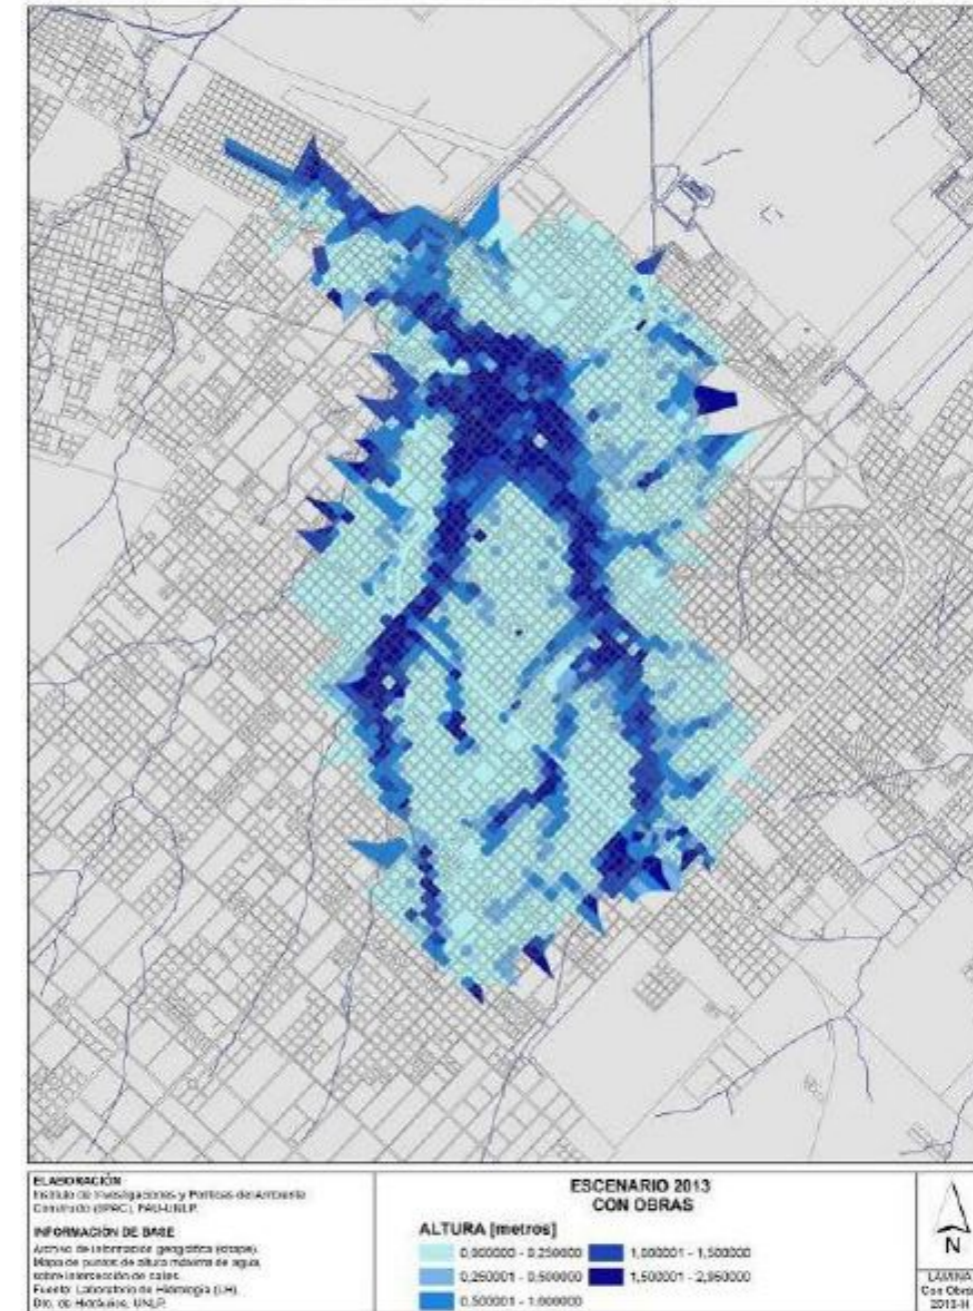 ELABORACIÓN
Instituto de Investigaciones y Políticas del Ambiente
Construido (IIPAC), FAU-UNLP.
INFORMACIÓN DE BASE
Archivo de información geográfica (shape).
Mapa de puntos de altura máxima de agua,
sobre intersección de calles.
Fuente: Laboratorio de Hidrología (LH).
Dto. de Hidráulica, UNLP.
ESCENARIO 2013
CON OBRAS
ALTURA [metros]
0,000000 - 0,250000
0,250001 - 0,500000
0,500001 - 1,000000
1,000001 - 1,500000
1,500001 - 2,950000
N
LAMINA
Con Obras